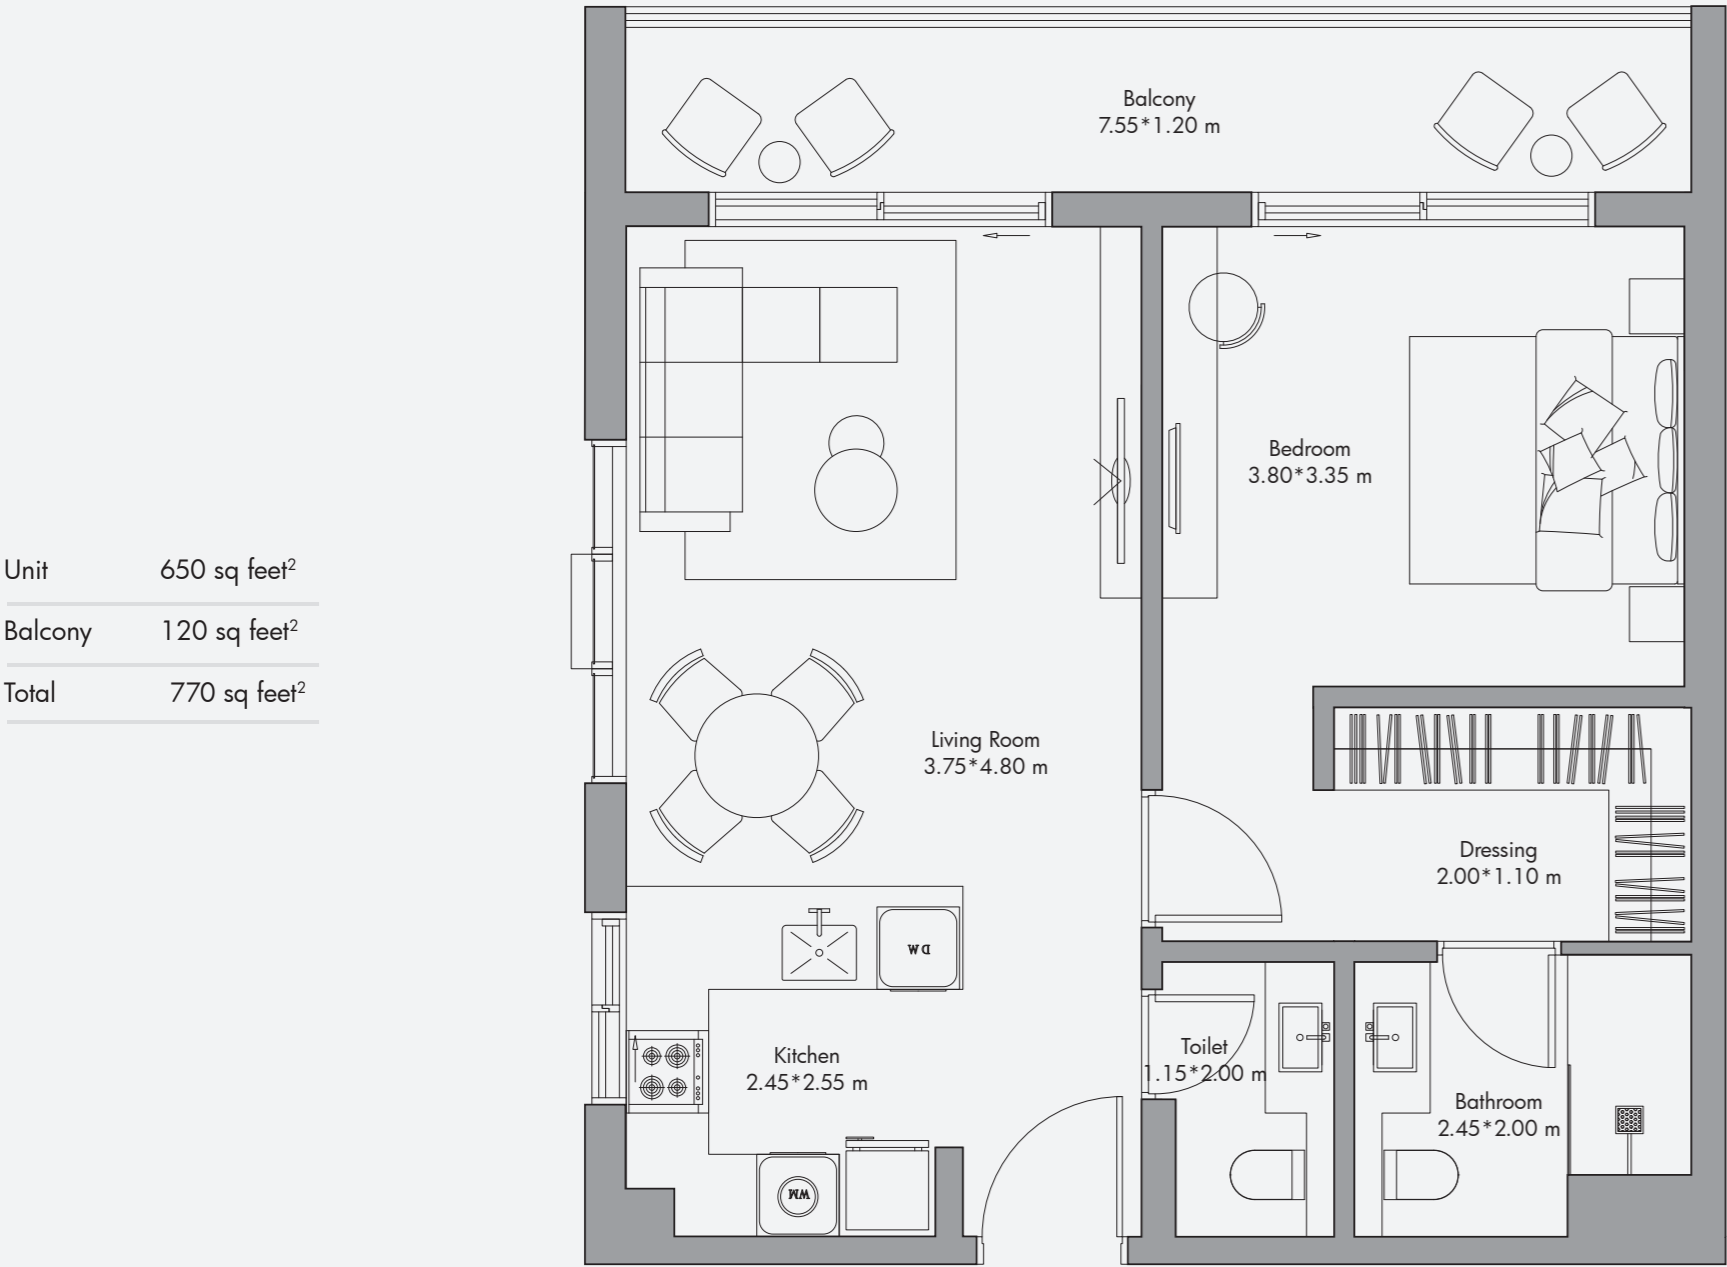 Balcony
7.55*1.20 m
Bedroom
3.80*3.35 m
Unit 650 sq feet²
Balcony 120 sq feet²
Total 770 sq feet²
Living Room
3.75*4.80 m
Dressing
2.00*1.10 m
DW
Kitchen
2.45*2.55 m
Toilet
1.15*2.00 m
Bathroom
2.45*2.00 m
WM